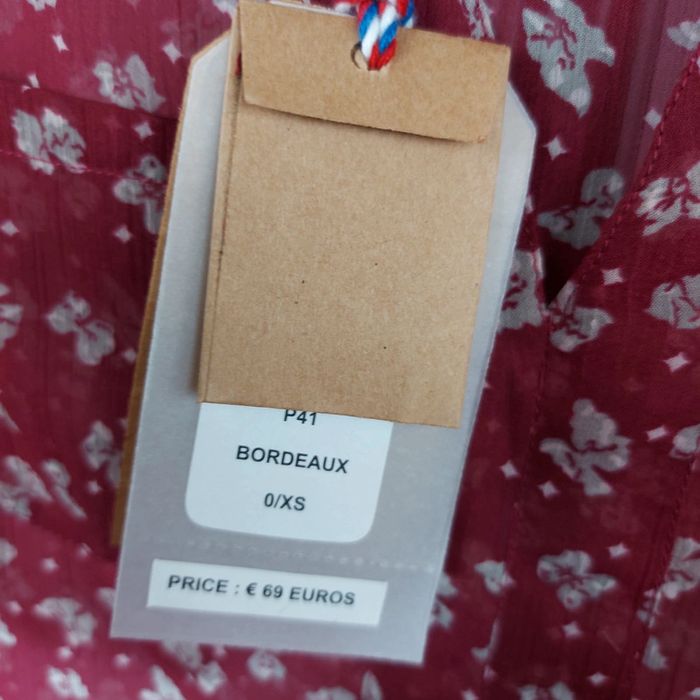 P41
BORDEAUX
0/XS
PRICE : € 69 EUROS